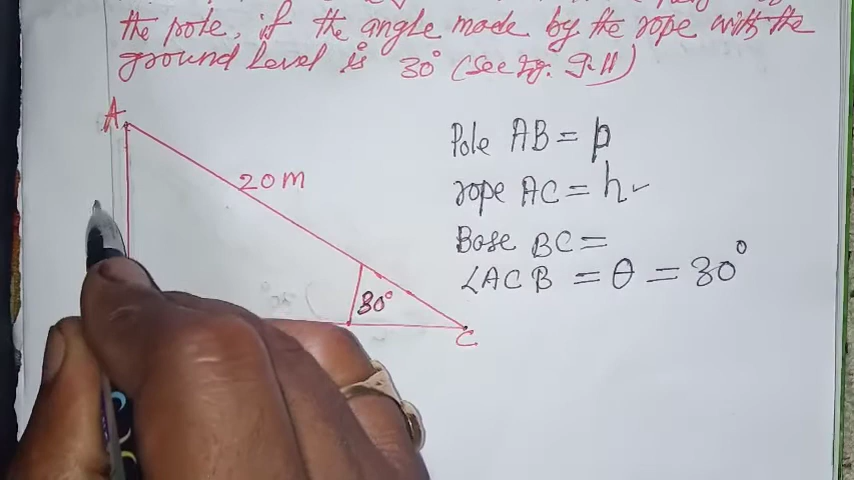 the pole, if the angle made by the rope with the
ground level is 30° (see fig. 9.11)
A
20 m
30°
C
Pole AB = p
rope AC = h
Base BC =
∠ACB = θ = 30°